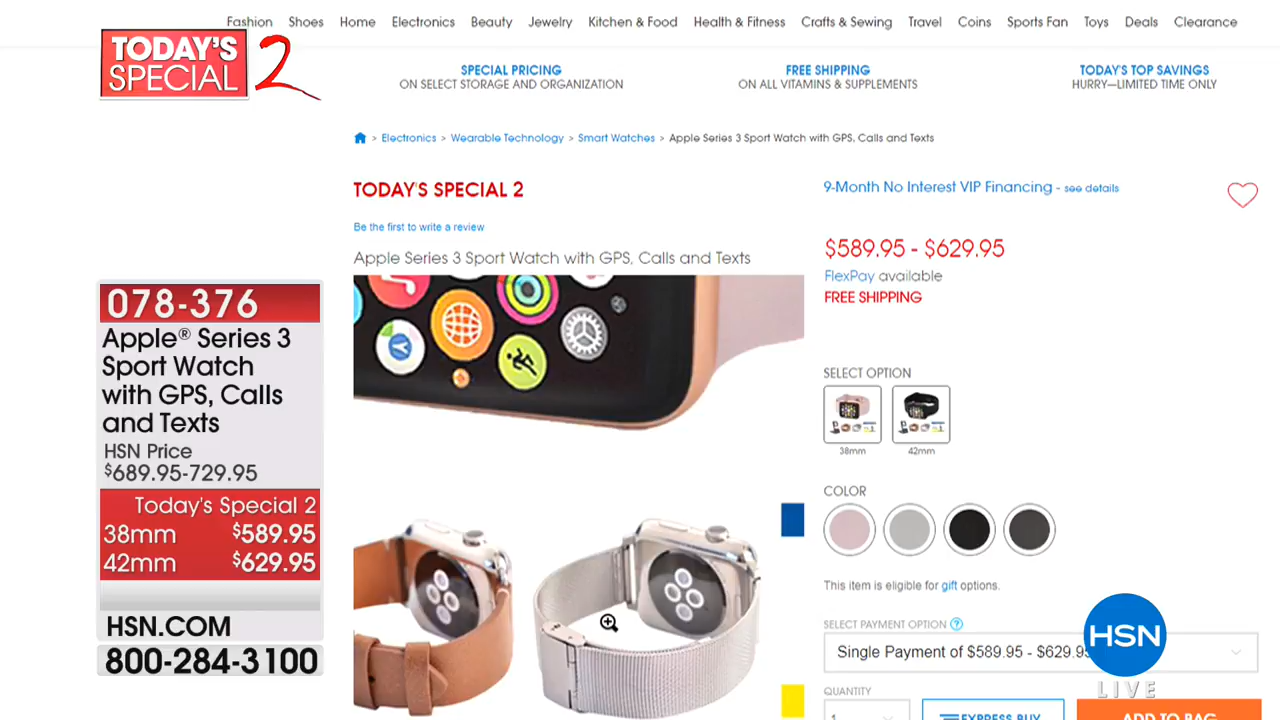 Fashion Shoes Home Electronics Beauty Jewelry Kitchen & Food Health & Fitness Crafts & Sewing Travel Coins Sports Fan Toys Deals Clearance
TODAY'S
SPECIAL 2
SPECIAL PRICING
ON SELECT STORAGE AND ORGANIZATION
FREE SHIPPING
ON ALL VITAMINS & SUPPLEMENTS
TODAY'S TOP SAVINGS
HURRY—LIMITED TIME ONLY
> Electronics > Wearable Technology > Smart Watches > Apple Series 3 Sport Watch with GPS, Calls and Texts
TODAY'S SPECIAL 2
Be the first to write a review
Apple Series 3 Sport Watch with GPS, Calls and Texts
9-Month No Interest VIP Financing - see details
$589.95 - $629.95
FlexPay available
FREE SHIPPING
SELECT OPTION
38mm
42mm
COLOR
This item is eligible for gift options.
SELECT PAYMENT OPTION ?
Single Payment of $589.95 - $629.95
QUANTITY
1
EXPRESS BUY
ADD TO BAG
078-376
Apple® Series 3
Sport Watch
with GPS, Calls
and Texts
HSN Price
$689.95-729.95
Today's Special 2
38mm $589.95
42mm $629.95
HSN.COM
800-284-3100
HSN
LIVE